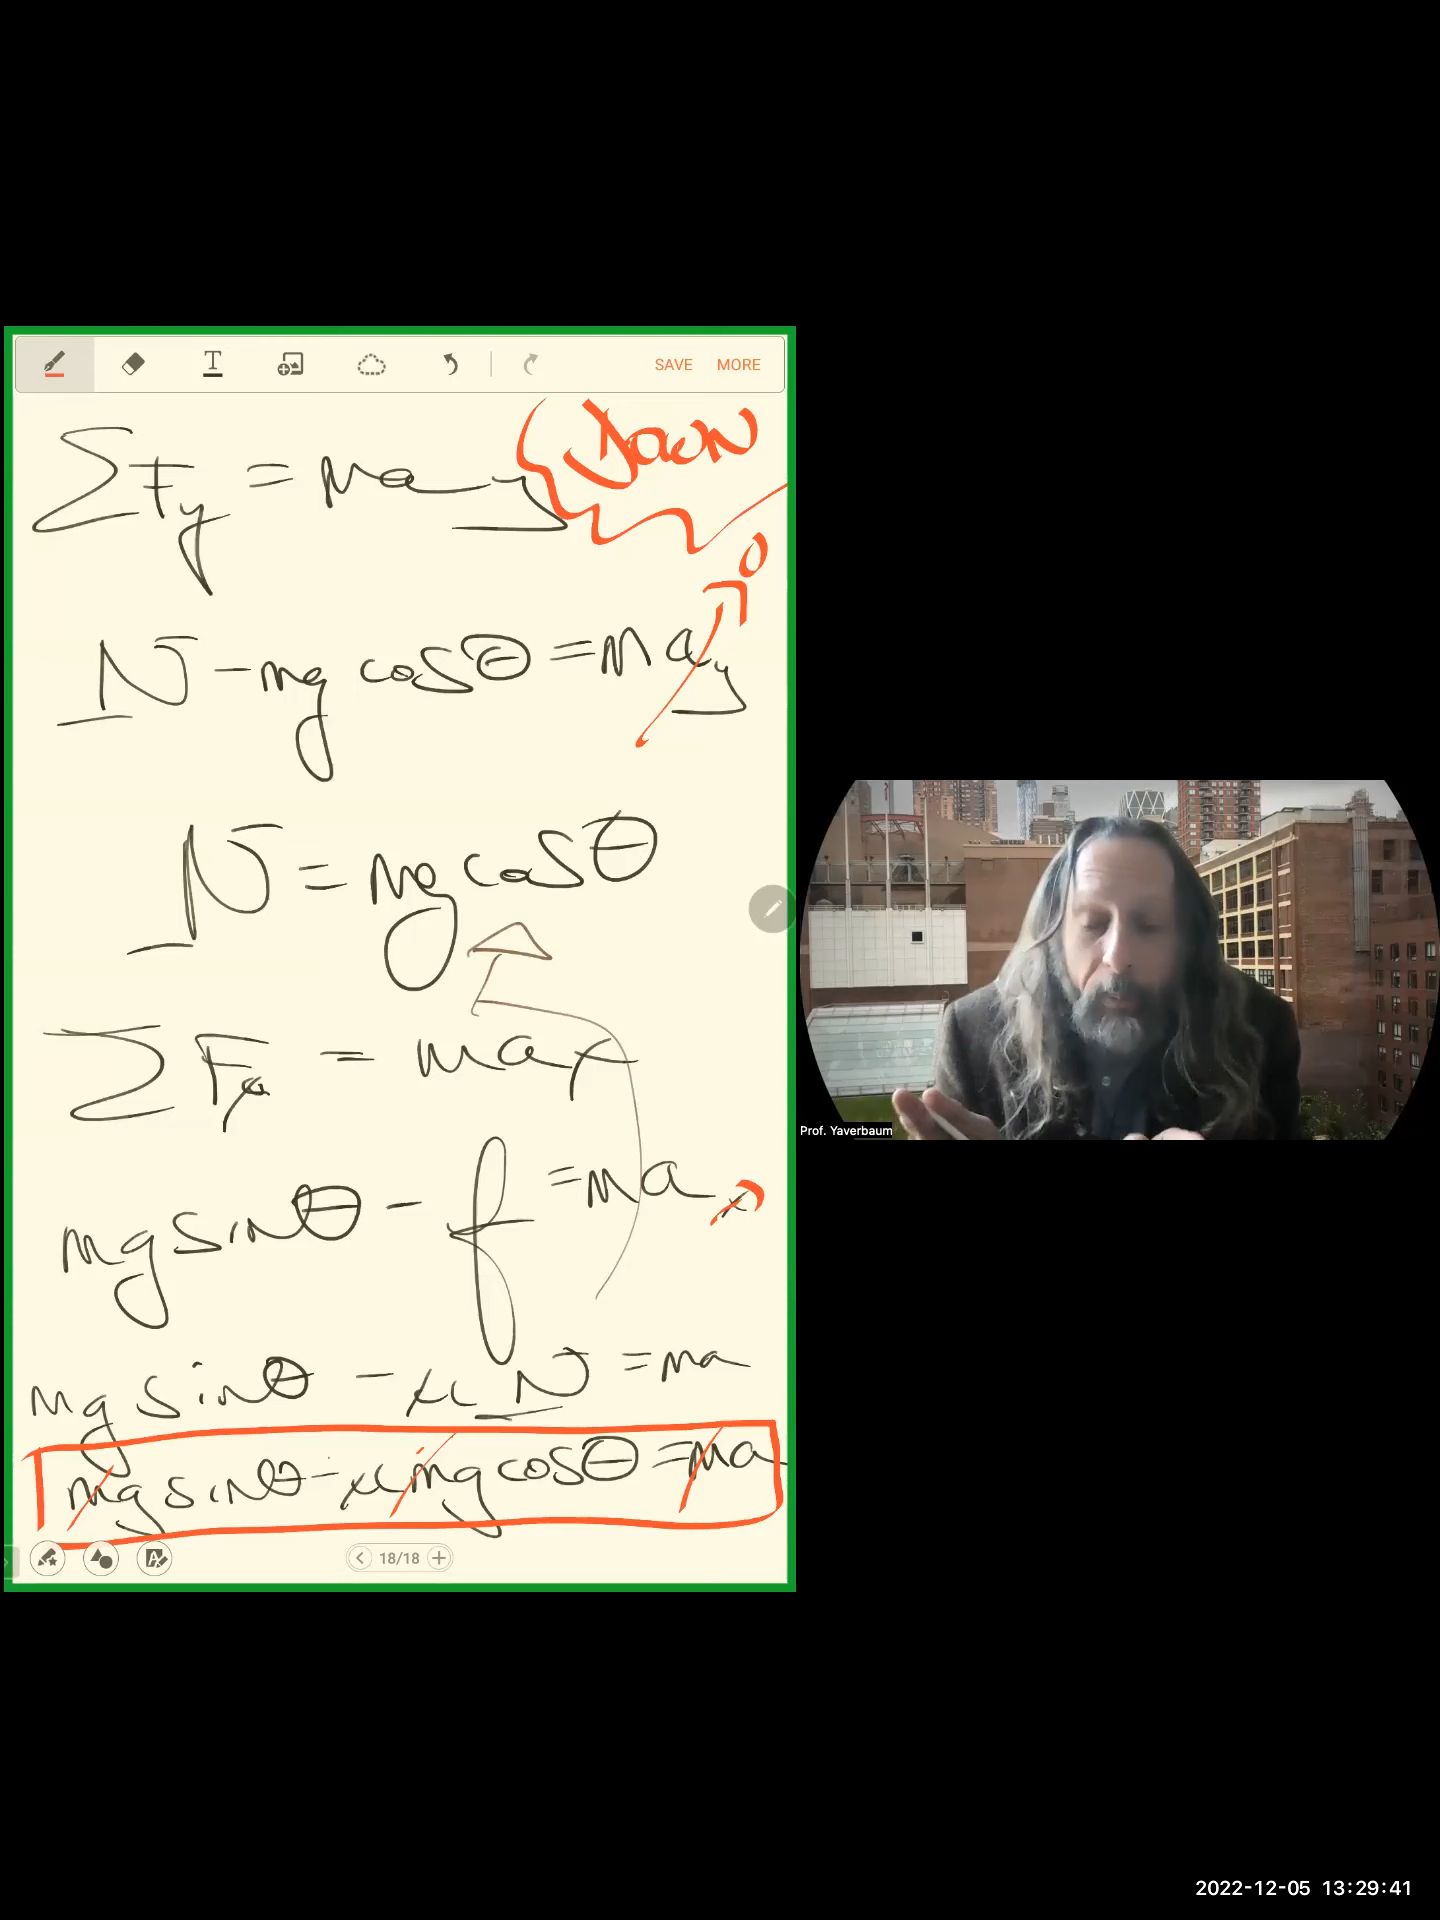 SAVE MORE
DOWN
ΣFy = may
0
N - mg cosθ = may
N = mg cosθ
ΣFx = max
mg sinθ - f = max
mg sinθ - μN = ma
mg sinθ - μmg cosθ = ma
18/18
Prof. Yaverbaum
2022-12-05 13:29:41